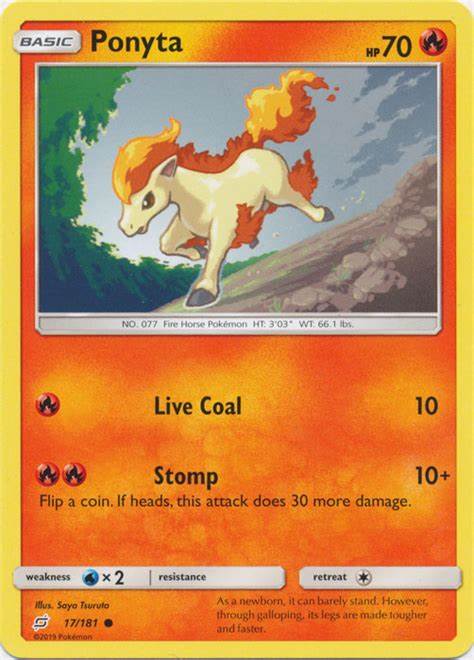 BASIC Ponyta HP 70
NO. 077 Fire Horse Pokémon HT: 3'03" WT: 66.1 lbs.
Live Coal 10
Stomp 10+
Flip a coin. If heads, this attack does 30 more damage.
weakness ×2 resistance retreat
Illus. Saya Tsuruta
17/181
©2019 Pokémon
As a newborn, it can barely stand. However,
through galloping, its legs are made tougher
and faster.